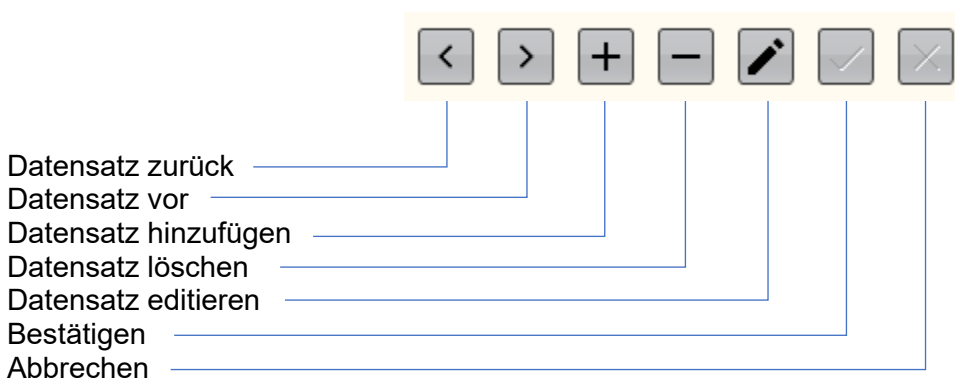 Datensatz zurück
Datensatz vor
Datensatz hinzufügen
Datensatz löschen
Datensatz editieren
Bestätigen
Abbrechen